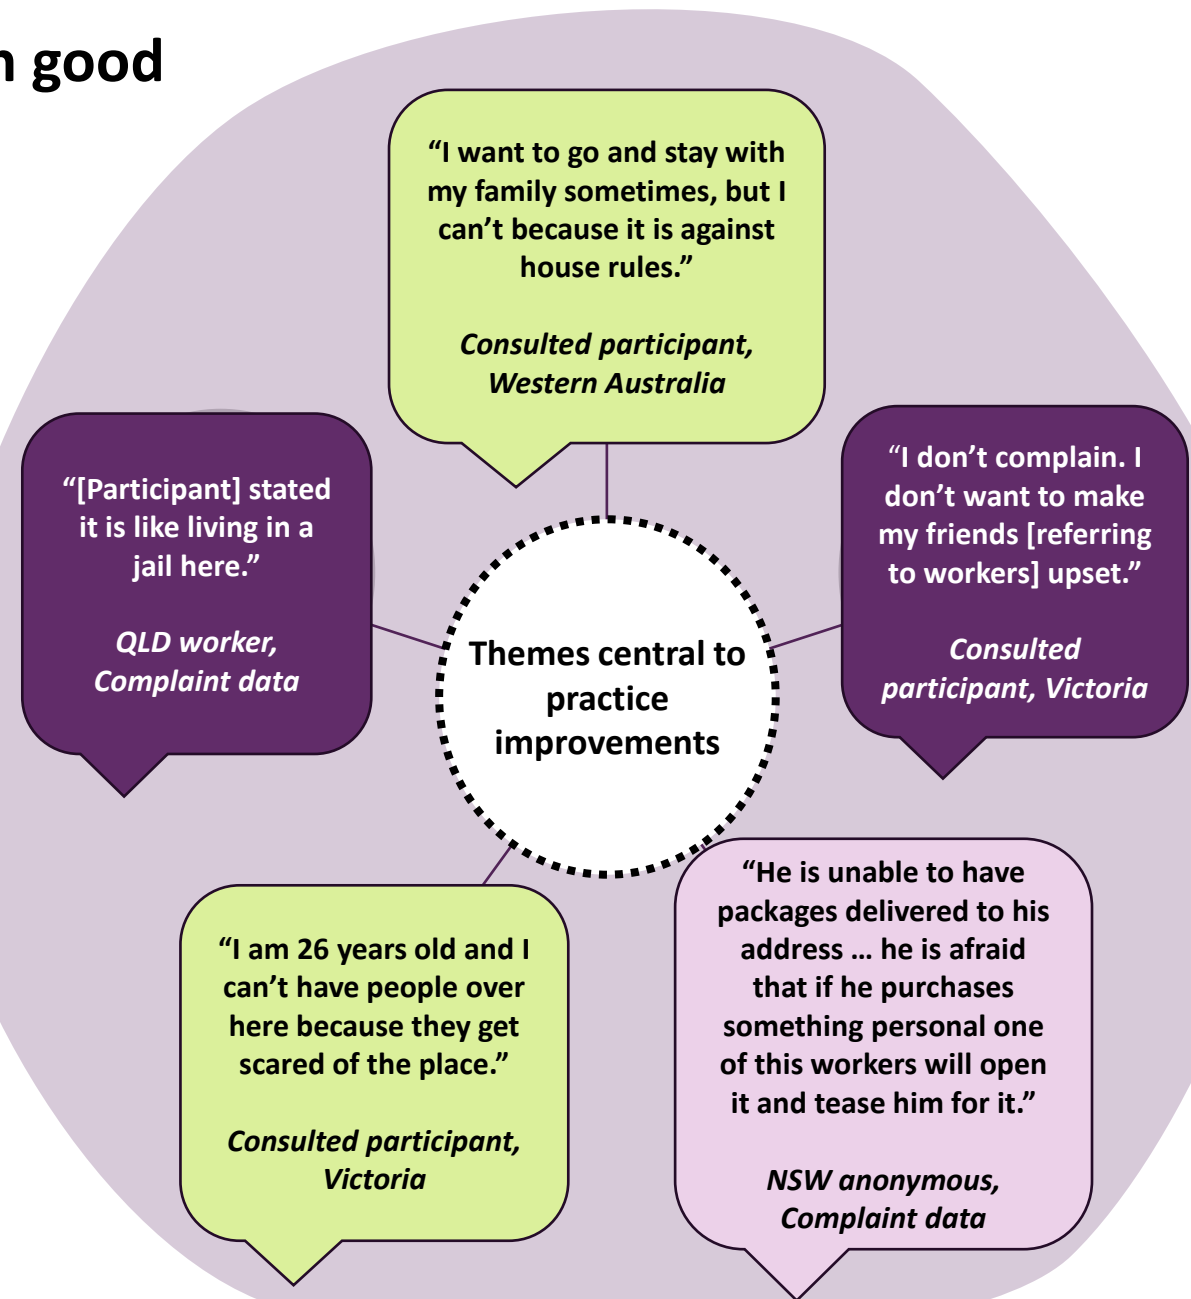 n good
“I want to go and stay with
my family sometimes, but I
can’t because it is against
house rules.”
Consulted participant,
Western Australia
“[Participant] stated
it is like living in a
jail here.”
QLD worker,
Complaint data
“I don’t complain. I
don’t want to make
my friends [referring
to workers] upset.”
Consulted
participant, Victoria
Themes central to
practice
improvements
“I am 26 years old and I
can’t have people over
here because they get
scared of the place.”
Consulted participant,
Victoria
“He is unable to have
packages delivered to his
address … he is afraid
that if he purchases
something personal one
of this workers will open
it and tease him for it.”
NSW anonymous,
Complaint data